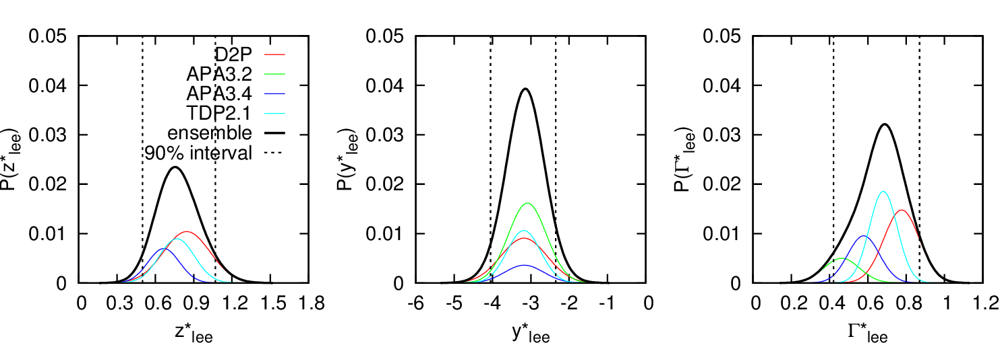 0.05
0.04
0.03
0.02
0.01
0
P(z*lee)
D2P
APA3.2
APA3.4
TDP2.1
ensemble
90% interval
0 0.3 0.6 0.9 1.2 1.5 1.8
z*lee
0.05
0.04
0.03
0.02
0.01
0
P(y*lee)
-6 -5 -4 -3 -2 -1 0
y*lee
0.05
0.04
0.03
0.02
0.01
0
P(Γ*lee)
0 0.2 0.4 0.6 0.8 1 1.2
Γ*lee